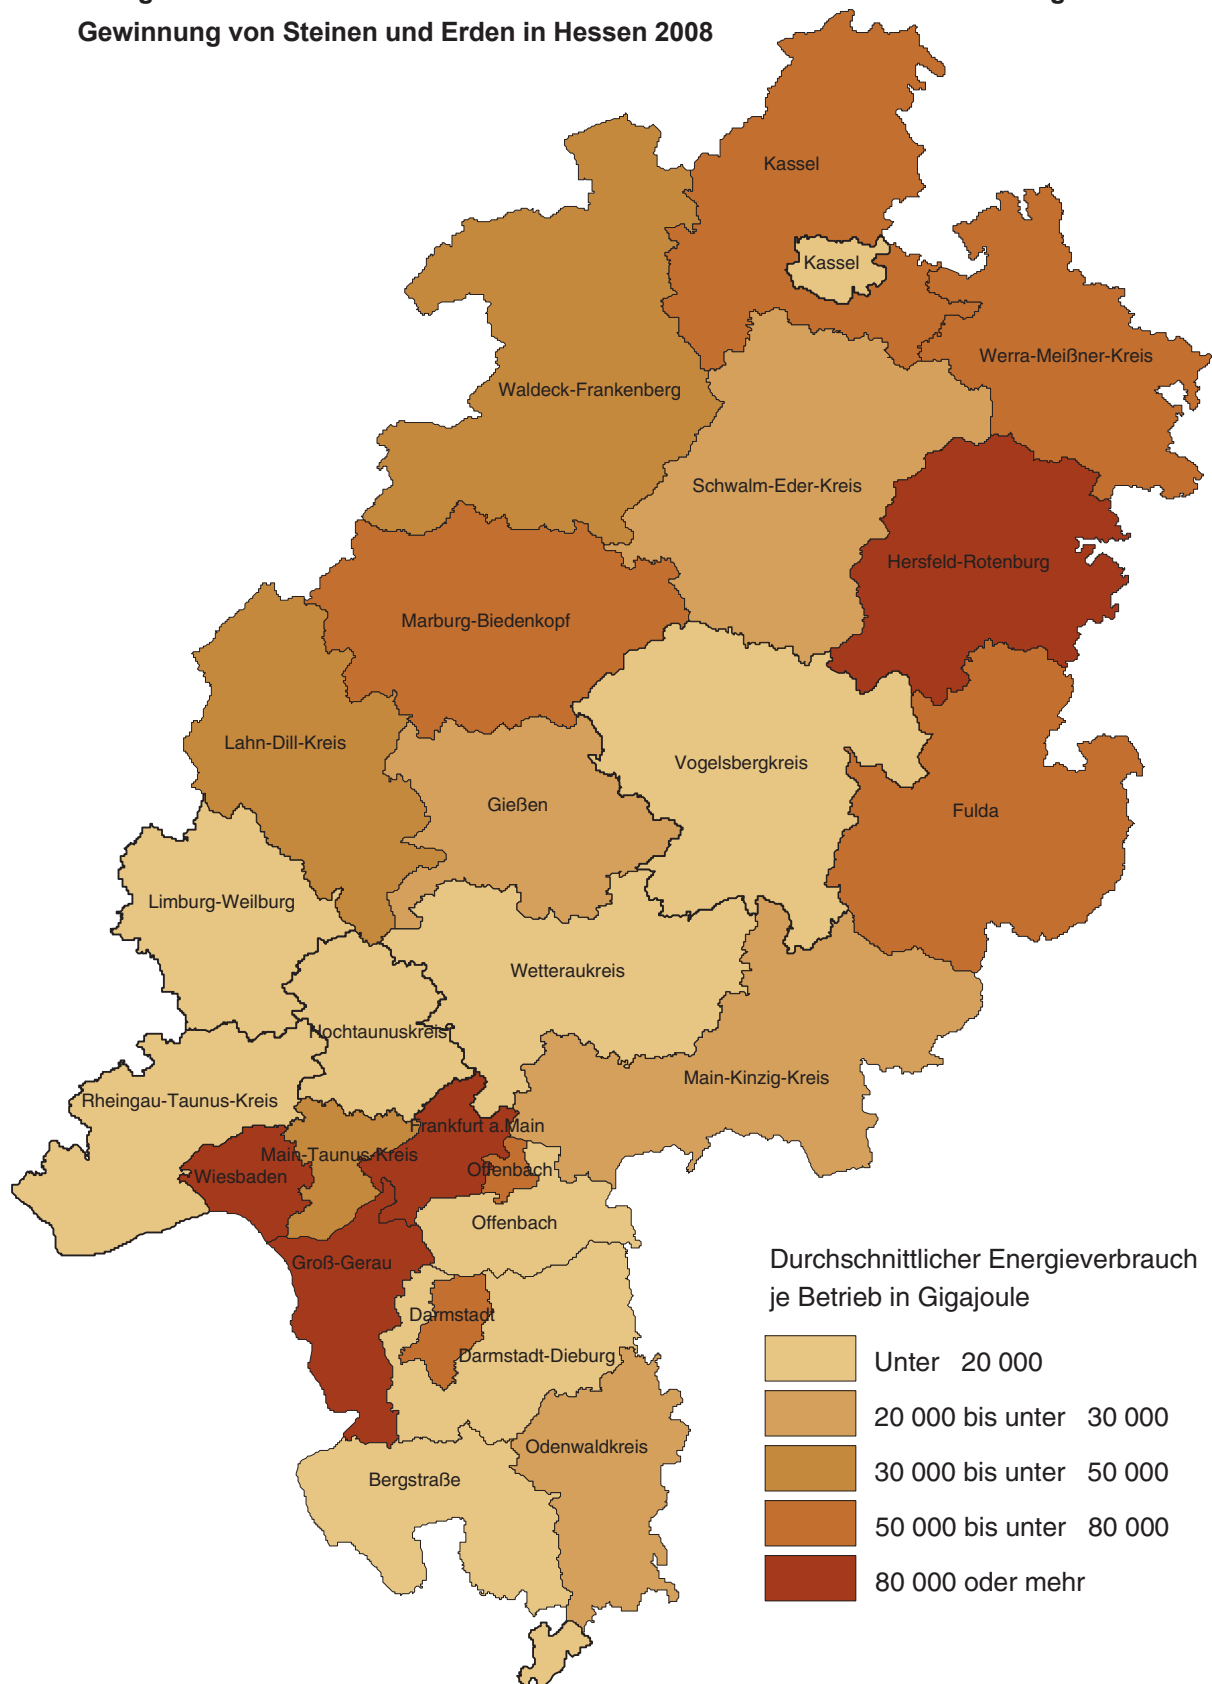 Gewinnung von Steinen und Erden in Hessen 2008
Kassel
Kassel
Werra-Meißner-Kreis
Waldeck-Frankenberg
Schwalm-Eder-Kreis
Hersfeld-Rotenburg
Marburg-Biedenkopf
Lahn-Dill-Kreis
Vogelsbergkreis
Gießen
Fulda
Limburg-Weilburg
Wetteraukreis
Hochtaunuskreis
Main-Kinzig-Kreis
Rheingau-Taunus-Kreis
Frankfurt a.Main
Main-Taunus-Kreis
Offenbach
Wiesbaden
Offenbach
Groß-Gerau
Darmstadt
Darmstadt-Dieburg
Odenwaldkreis
Bergstraße
Durchschnittlicher Energieverbrauch
je Betrieb in Gigajoule
Unter 20 000
20 000 bis unter 30 000
30 000 bis unter 50 000
50 000 bis unter 80 000
80 000 oder mehr